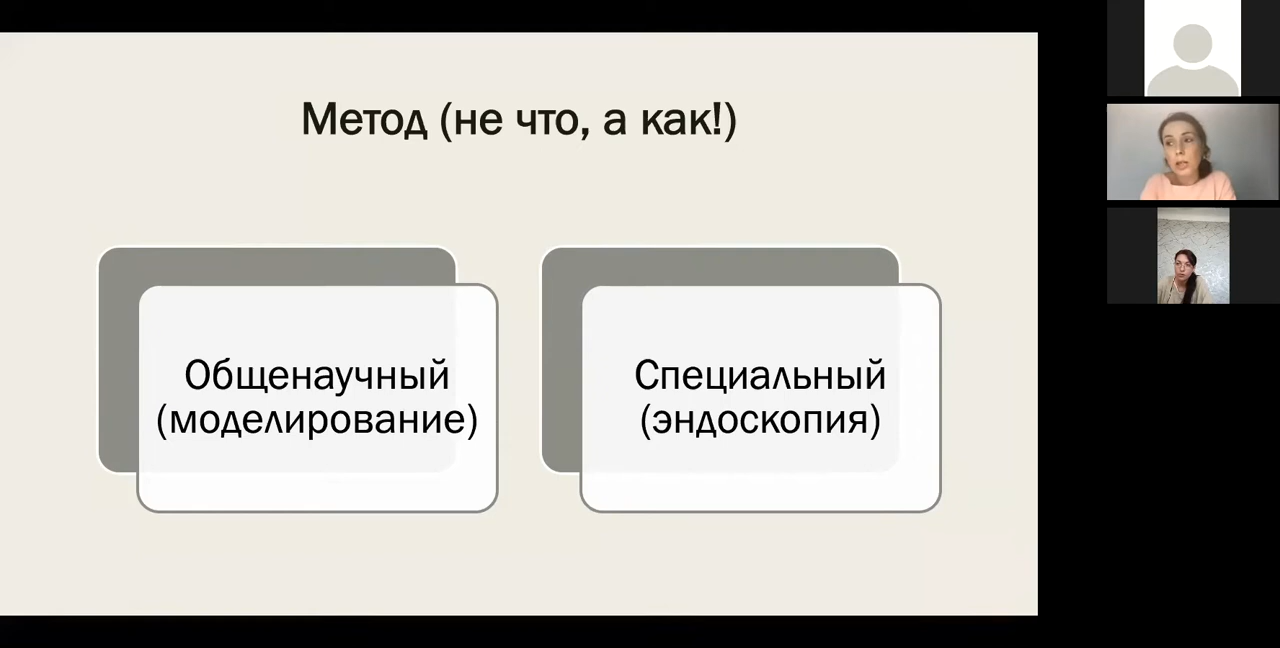 Метод (не что, а как!)
Общенаучный
(моделирование)
Специальный
(эндоскопия)